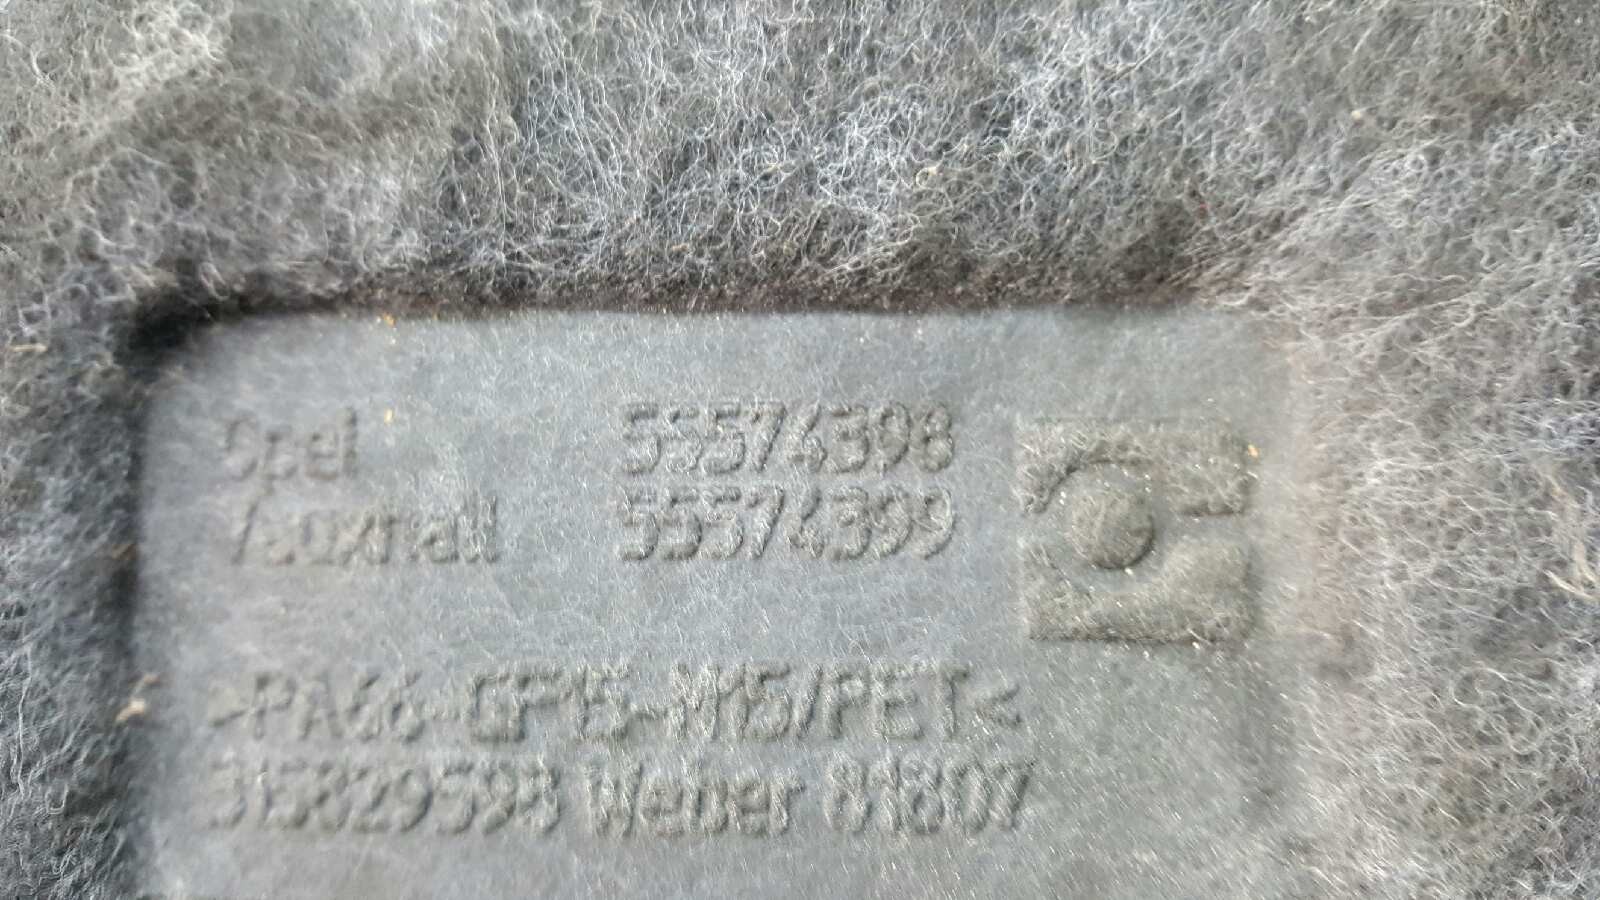 Opel 55574398
Vauxhall 55574399
>PA66-GF15-M15/PET<
315829598 Weber 81807